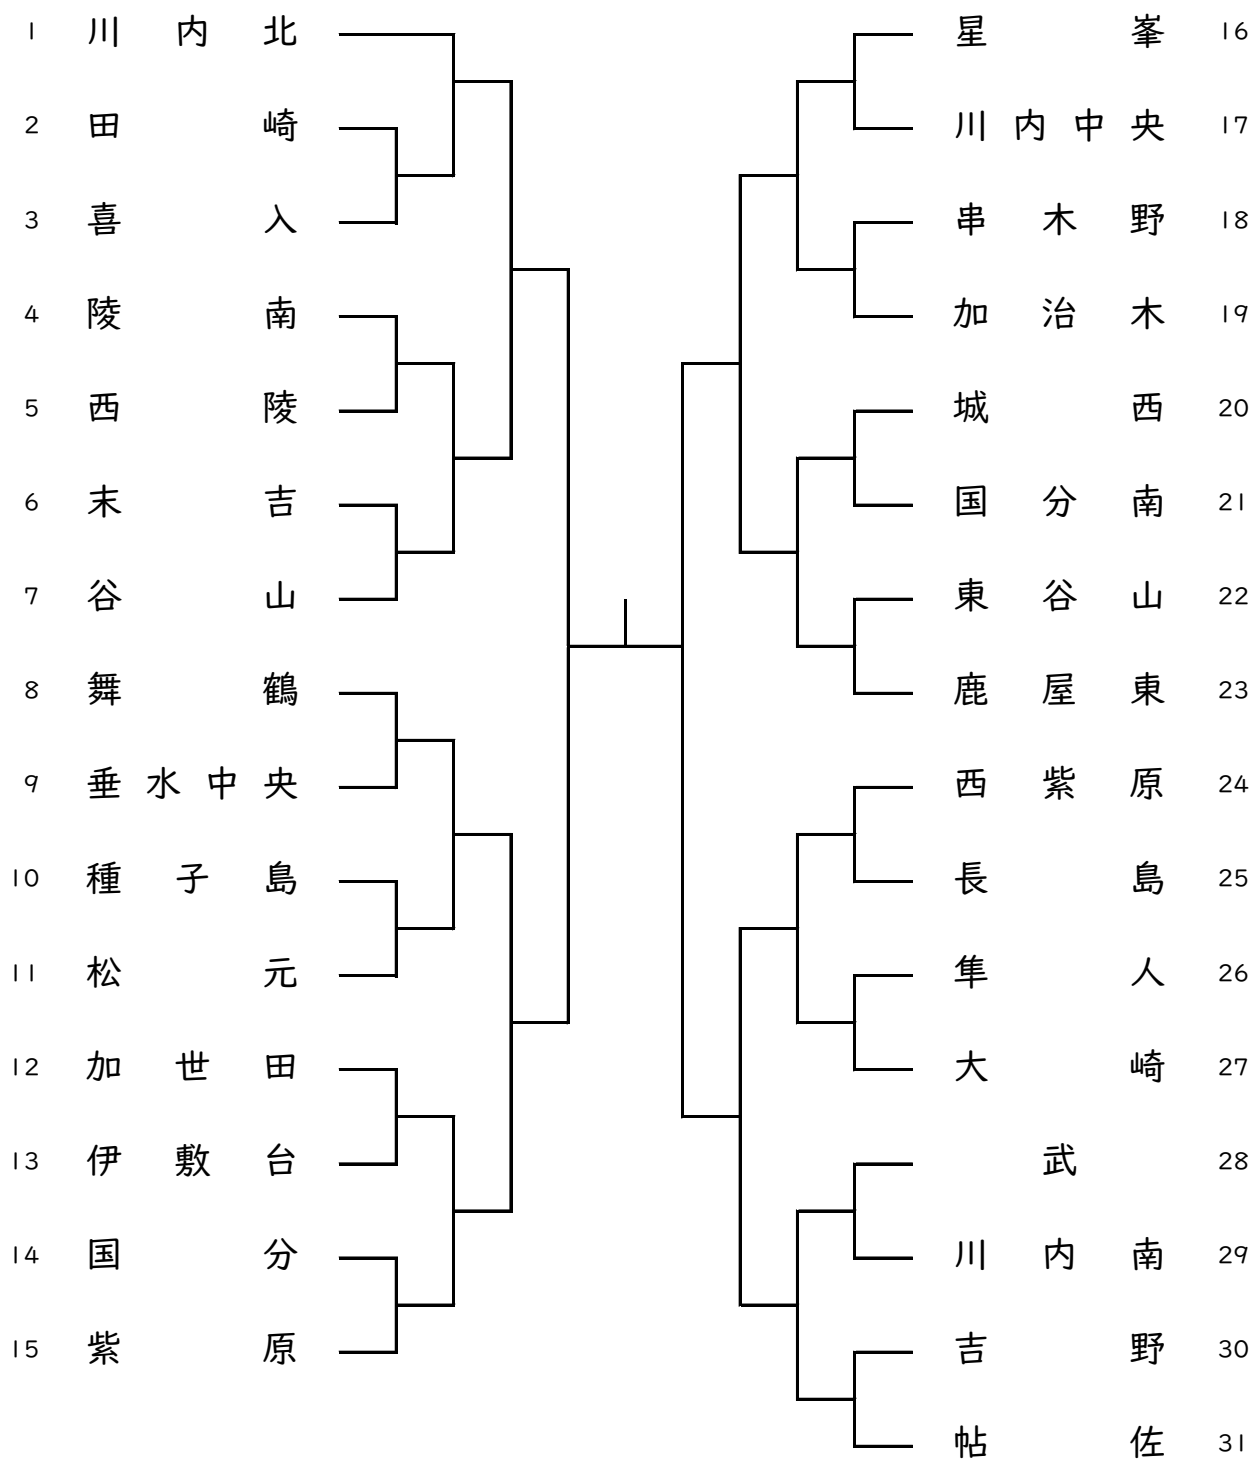 1 川内北
2 田崎
3 喜入
4 陵南
5 西陵
6 末吉
7 谷山
8 舞鶴
9 垂水中央
10 種子島
11 松元
12 加世田
13 伊敷台
14 国分
15 紫原
星峯 16
川内中央 17
串木野 18
加治木 19
城西 20
国分南 21
東谷山 22
鹿屋東 23
西紫原 24
長島 25
隼人 26
大崎 27
武 28
川内南 29
吉野 30
帖佐 31